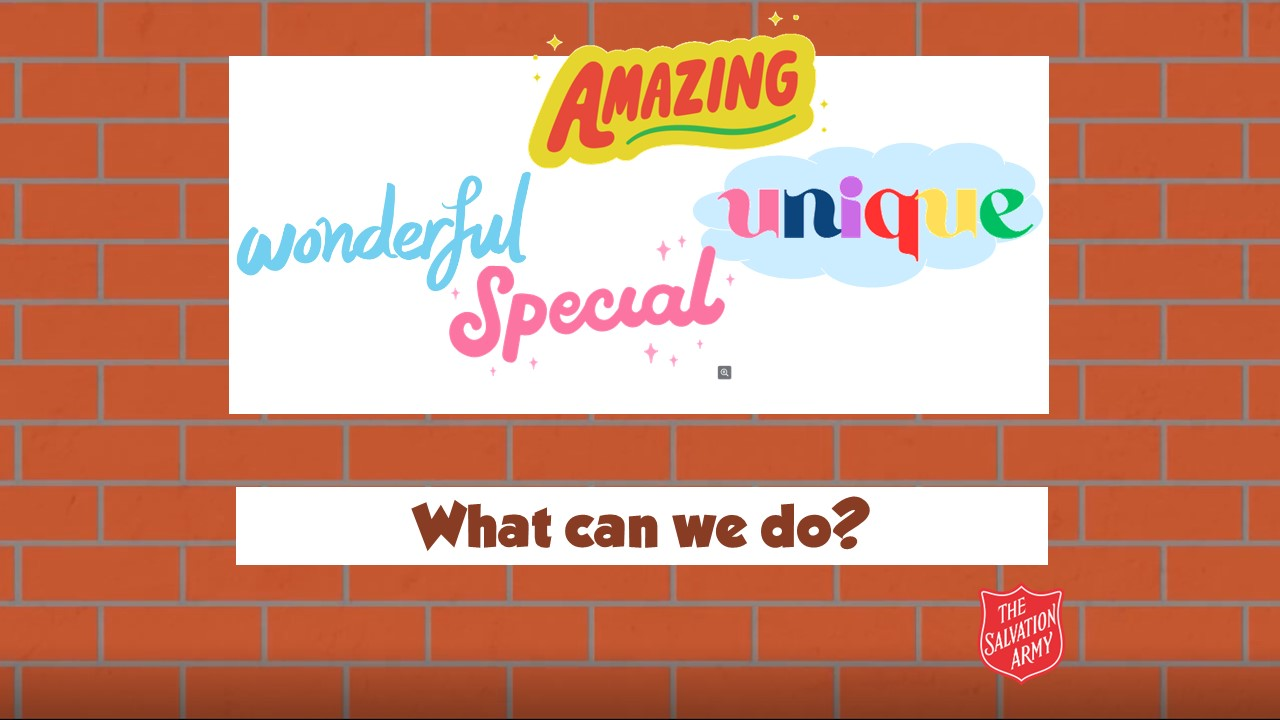 AMAZING
wonderful
unique
Special
What can we do?
THE
SALVATION
ARMY